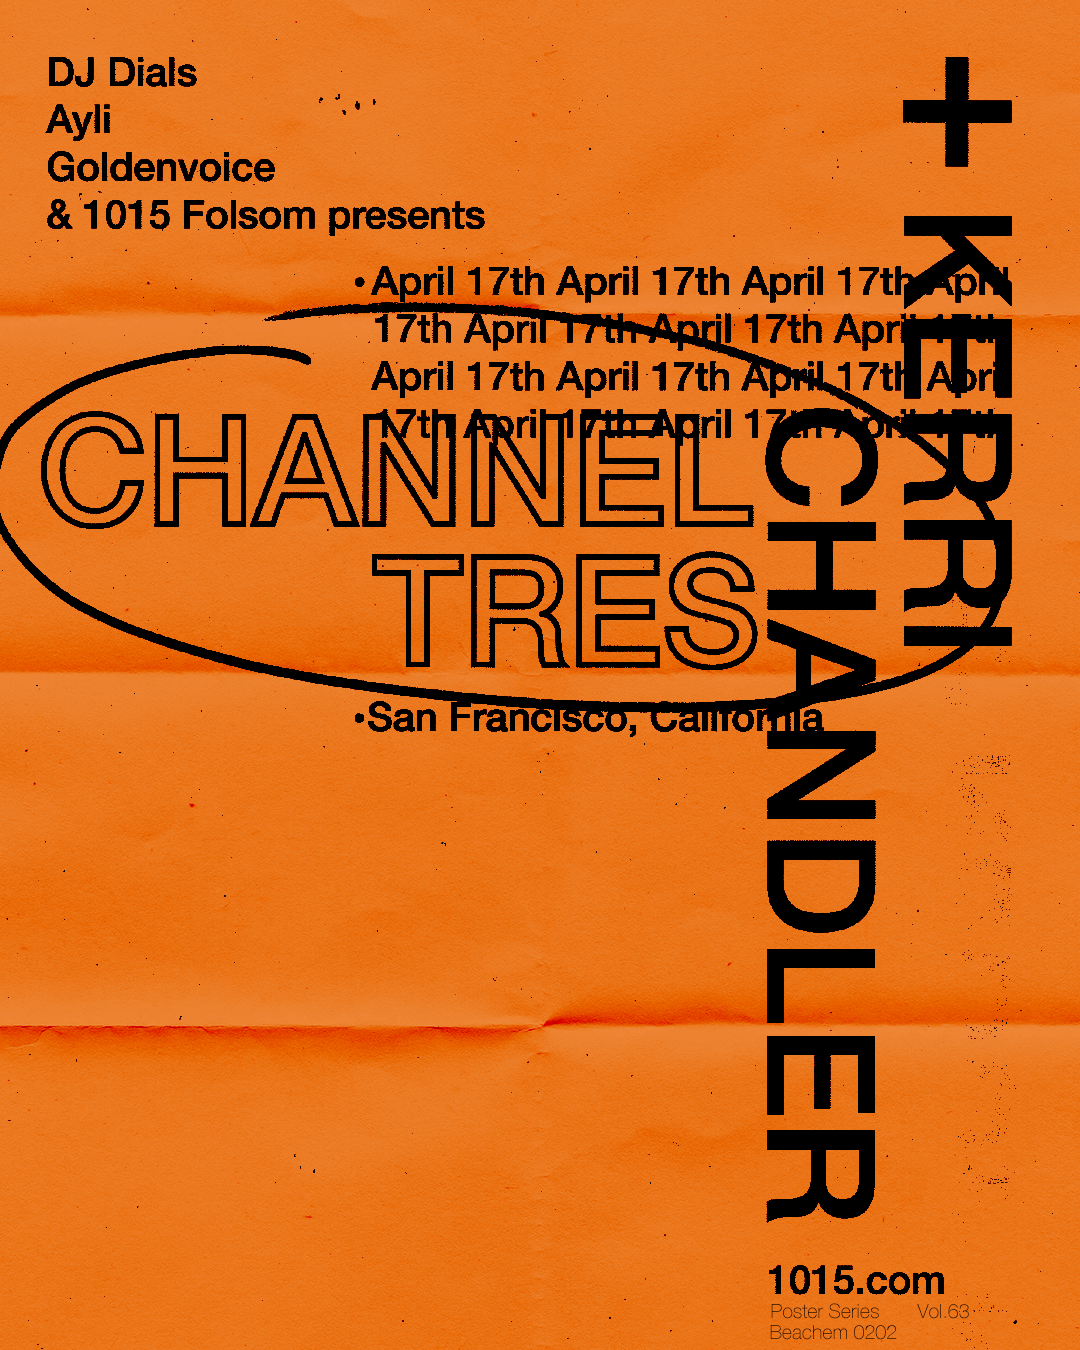 DJ Dials
Ayli
Goldenvoice
& 1015 Folsom presents
•April 17th April 17th April 17th April
17th April 17th April 17th April 17th
April 17th April 17th April 17th April
17th April 17th April 17th April 17th
CHANNEL
TRES
•San Francisco, California
+ KERRI
CHANDLER
1015.com
Poster Series Vol.63
Beachem 0202